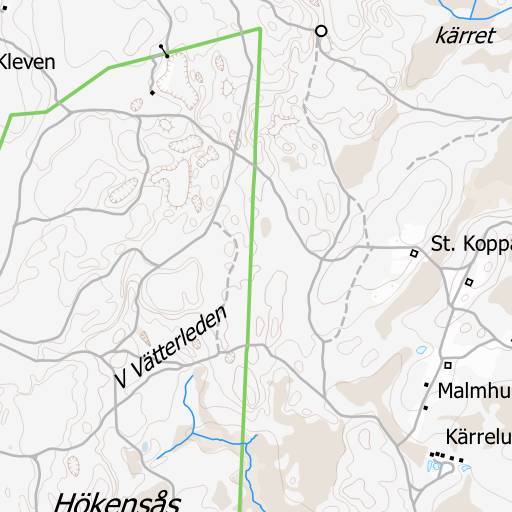 kärret
Kleven
St. Koppa
V Vätterleden
Malmhu
Kärrelu
Hökensås